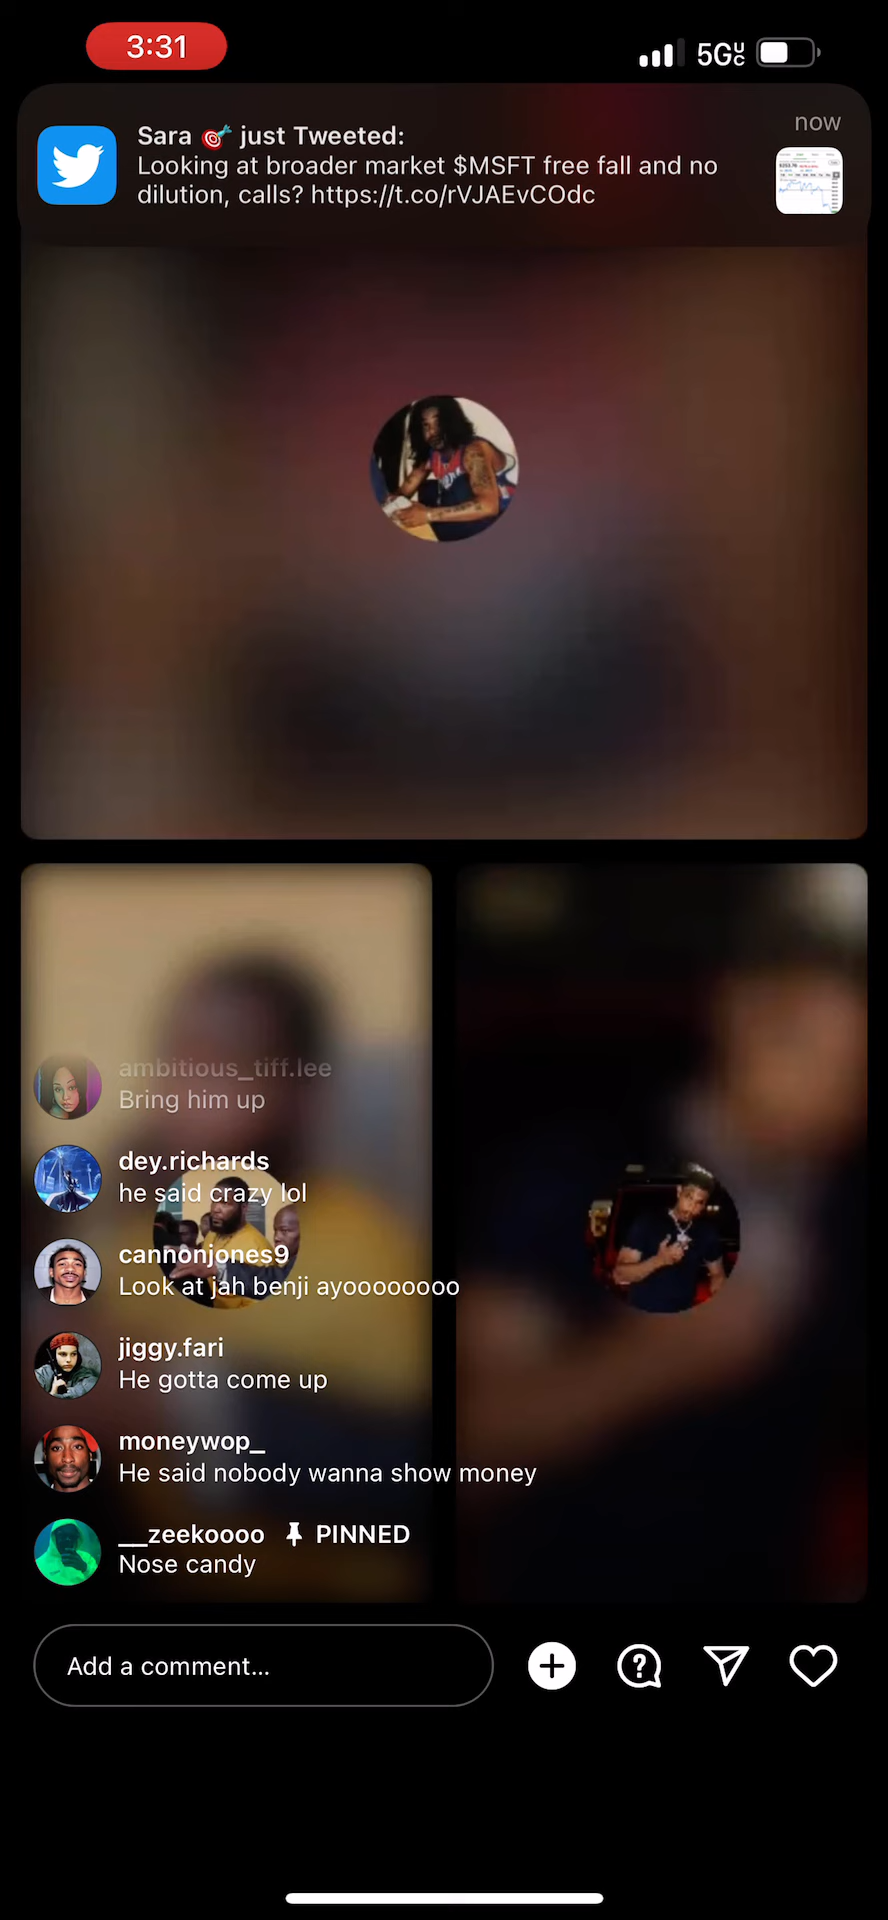 3:31
5GUC
now
Sara 🎯 just Tweeted:
Looking at broader market $MSFT free fall and no
dilution, calls? https://t.co/rVJAEvCOdc
ambitious_tiff.lee
Bring him up
dey.richards
he said crazy lol
cannonjones9
Look at jah benji ayoooooooo
jiggy.fari
He gotta come up
moneywop_
He said nobody wanna show money
__zeekoooo PINNED
Nose candy
Add a comment...